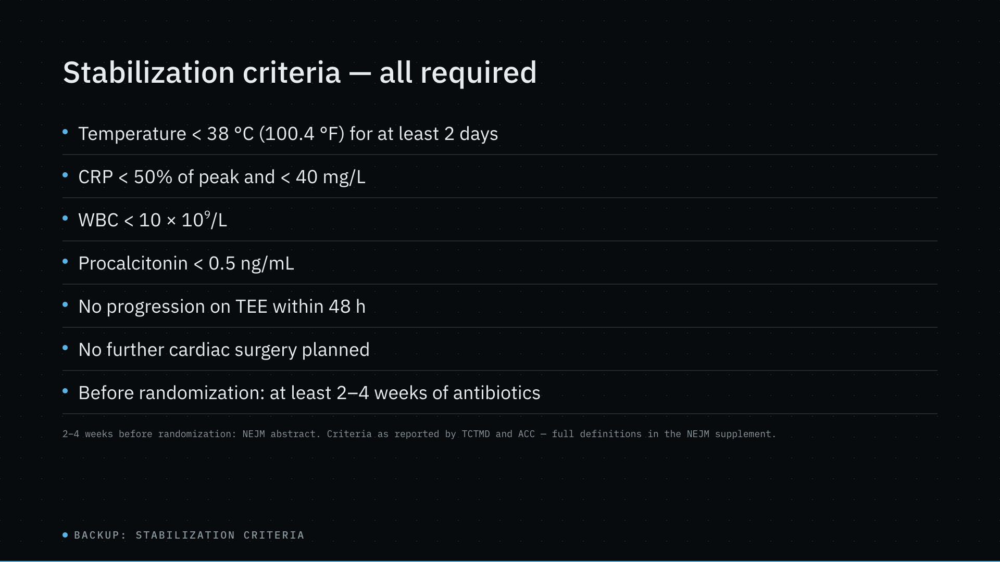 Stabilization criteria — all required
• Temperature < 38 °C (100.4 °F) for at least 2 days
• CRP < 50% of peak and < 40 mg/L
• WBC < 10 × 10⁹/L
• Procalcitonin < 0.5 ng/mL
• No progression on TEE within 48 h
• No further cardiac surgery planned
• Before randomization: at least 2–4 weeks of antibiotics
2–4 weeks before randomization: NEJM abstract. Criteria as reported by TCTMD and ACC — full definitions in the NEJM supplement.
• BACKUP: STABILIZATION CRITERIA